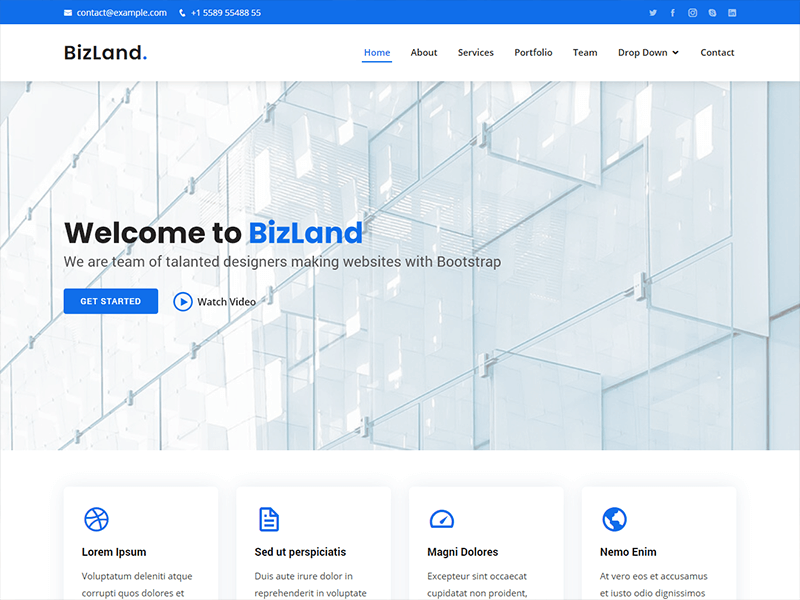 contact@example.com +1 5589 55488 55
BizLand.
Home About Services Portfolio Team Drop Down Contact
Welcome to BizLand
We are team of talanted designers making websites with Bootstrap
GET STARTED Watch Video
Lorem Ipsum
Voluptatum deleniti atque
corrupti quos dolores et
Sed ut perspiciatis
Duis aute irure dolor in
reprehenderit in voluptate
Magni Dolores
Excepteur sint occaecat
cupidatat non proident,
Nemo Enim
At vero eos et accusamus
et iusto odio dignissimos